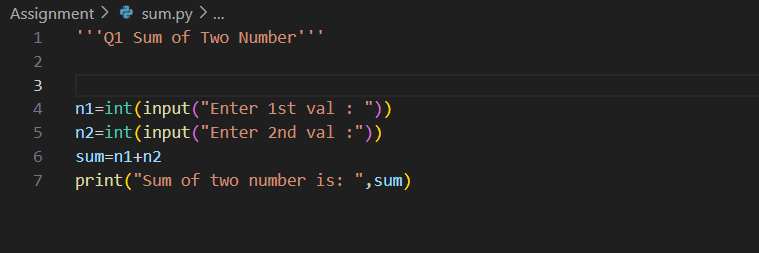 Assignment > sum.py > ...
1 '''Q1 Sum of Two Number'''
2
3
4 n1=int(input("Enter 1st val : "))
5 n2=int(input("Enter 2nd val :"))
6 sum=n1+n2
7 print("Sum of two number is: ",sum)